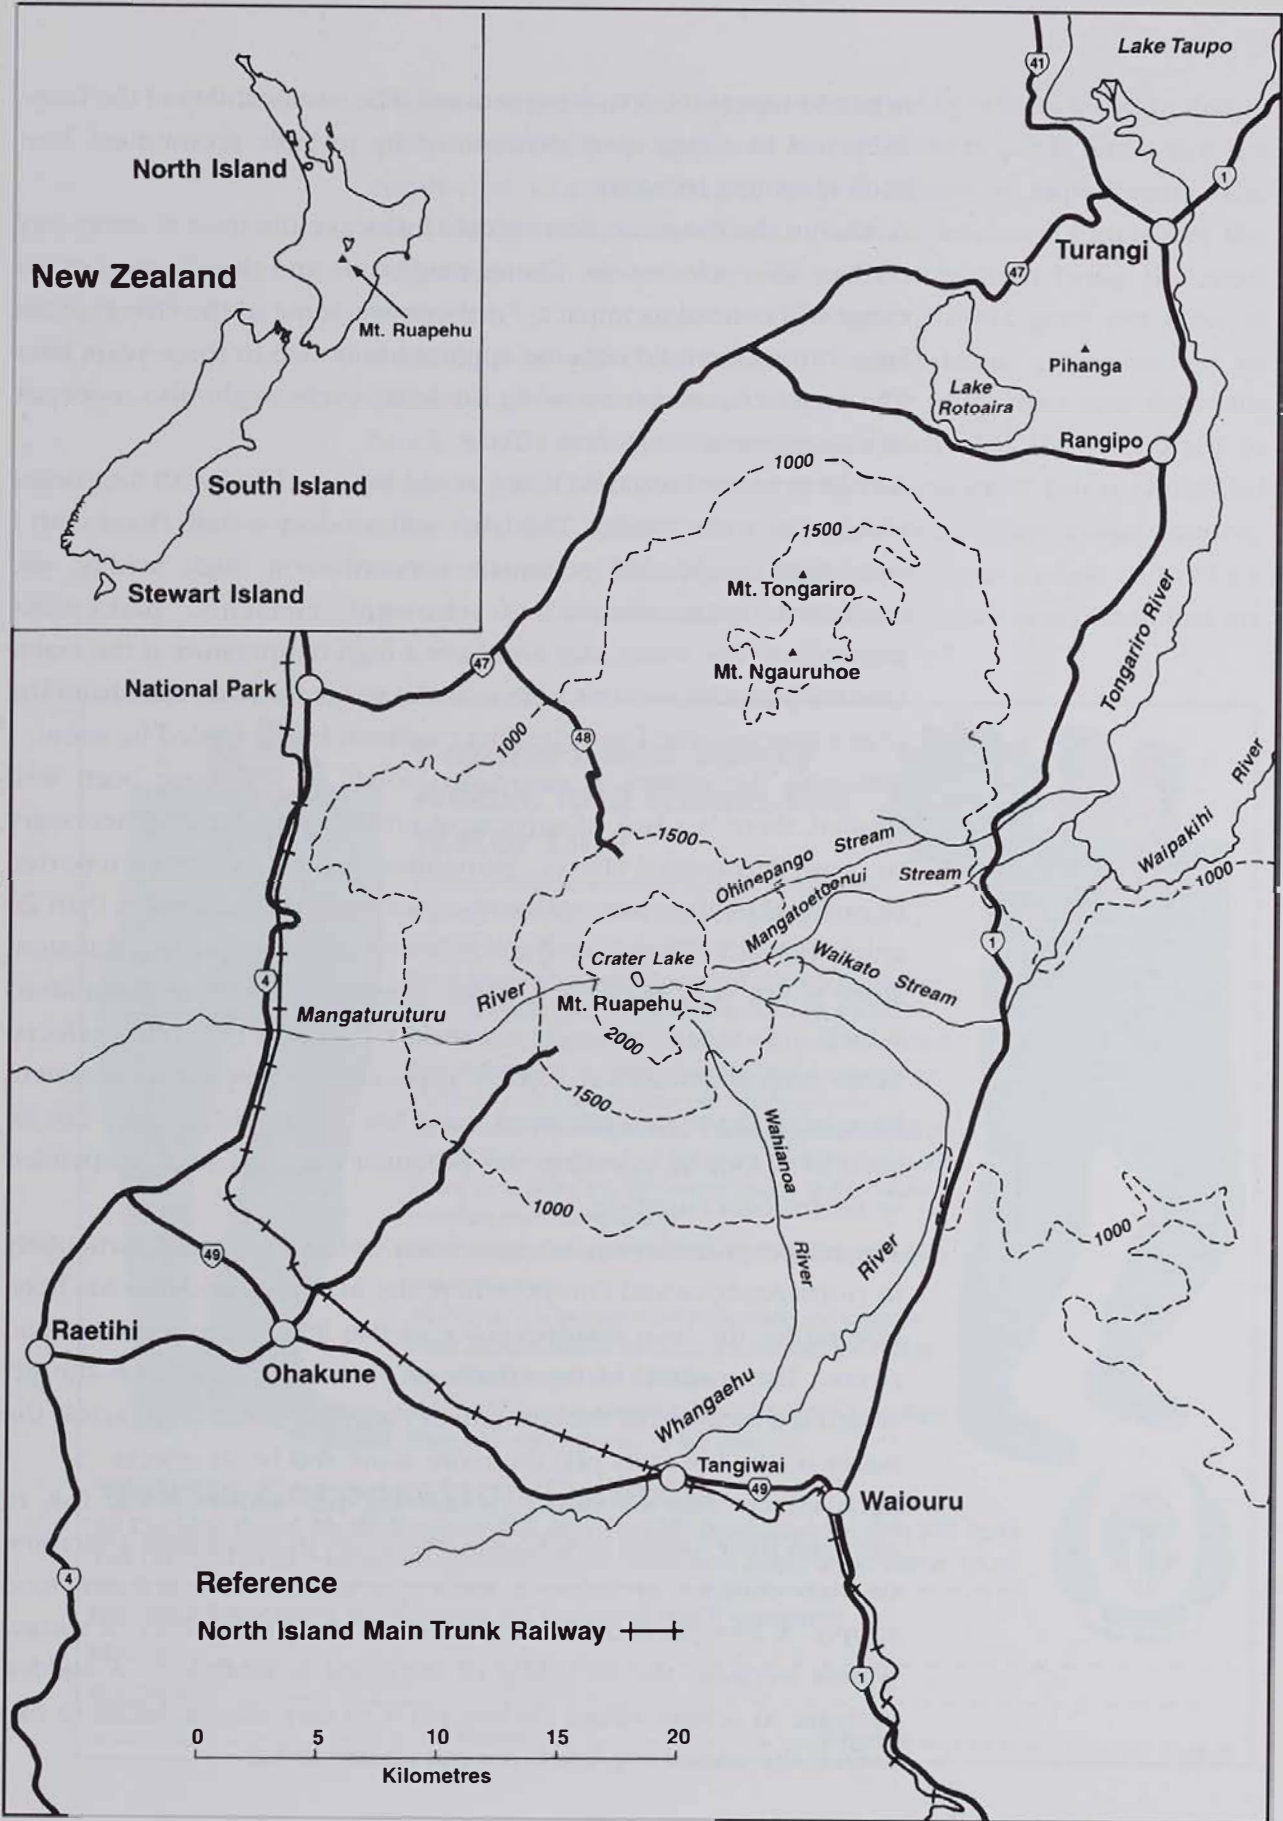 North Island
New Zealand
Mt. Ruapehu
South Island
Stewart Island
Lake Taupo
41
1
Turangi
47
Pihanga
Lake
Rotoaira
Rangipo
1000
1500
Mt. Tongariro
Mt. Ngauruhoe
Tongariro River
National Park
47
48
1000
1500
Ohinepango Stream
Mangatoetoenui Stream
Waipakihi River
1000
Waikato Stream
1
Crater Lake
Mt. Ruapehu
2000
4
Mangaturuturu River
1500
Wahianoa River
1000
1000
49
Raetihi
Ohakune
Whangaehu River
Tangiwai
49
Waiouru
4
1
Reference
North Island Main Trunk Railway
0 5 10 15 20
Kilometres